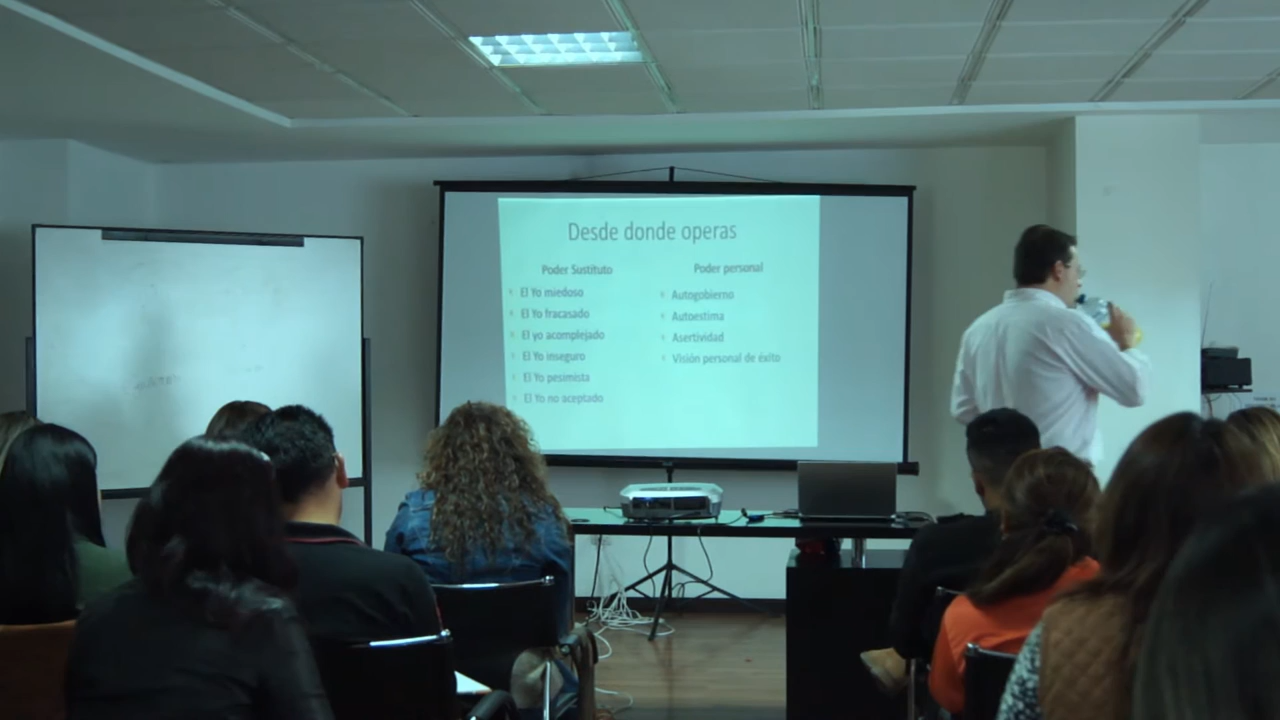 Desde donde operas
Poder Sustituto
El Yo miedoso
El Yo fracasado
El yo acomplejado
El Yo inseguro
El Yo pesimista
El Yo no aceptado
Poder personal
Autogobierno
Autoestima
Asertividad
Visión personal de éxito